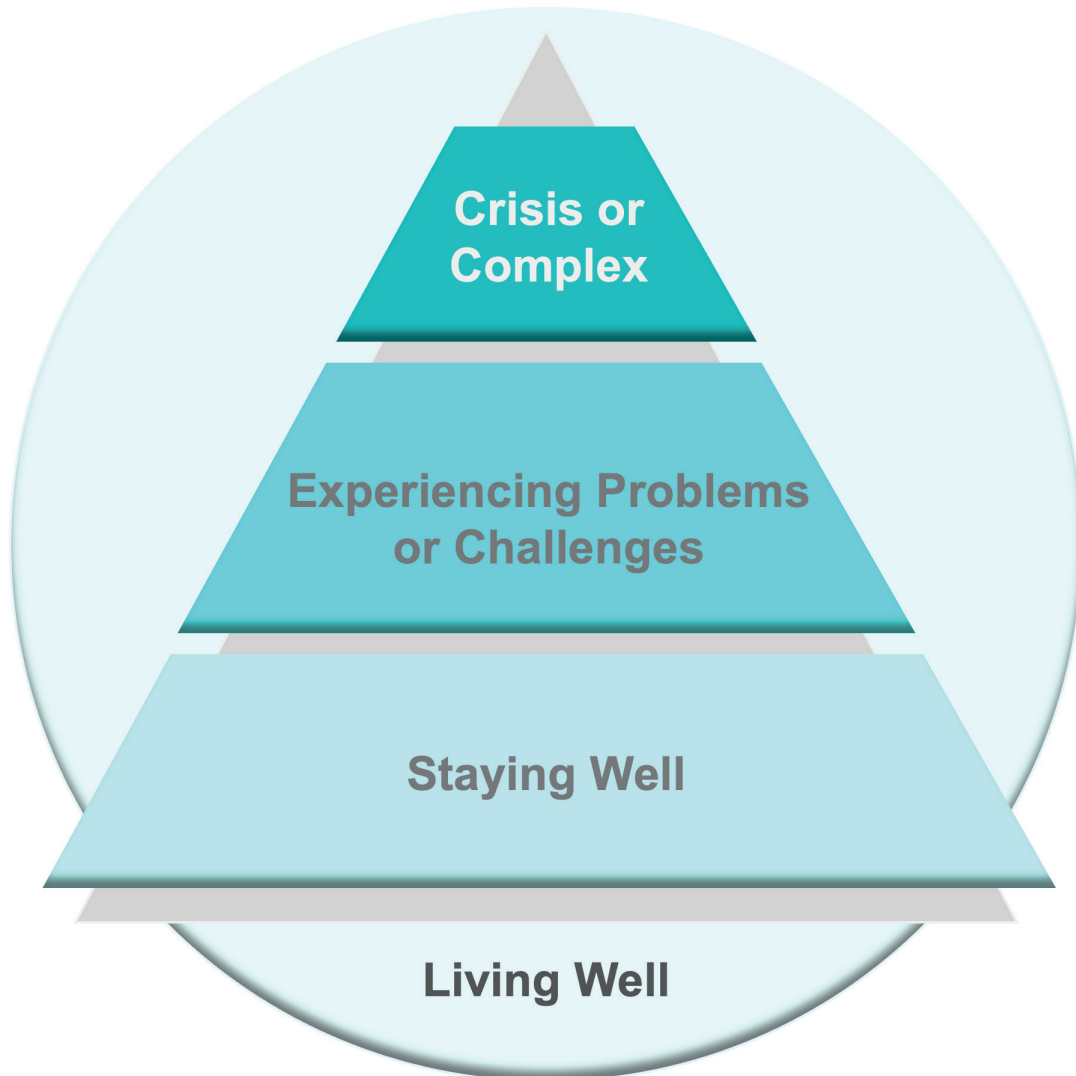 Crisis or
Complex
Experiencing Problems
or Challenges
Staying Well
Living Well